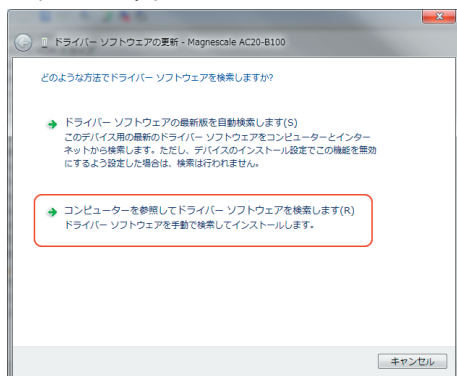 ドライバー ソフトウェアの更新 - Magnescale AC20-B100
どのような方法でドライバー ソフトウェアを検索しますか?
ドライバー ソフトウェアの最新版を自動検索します(S)
このデバイス用の最新のドライバー ソフトウェアをコンピューターとインター
ネットから検索します。ただし、デバイスのインストール設定でこの機能を無効
にするよう設定した場合は、検索は行われません。
コンピューターを参照してドライバー ソフトウェアを検索します(R)
ドライバー ソフトウェアを手動で検索してインストールします。
キャンセル